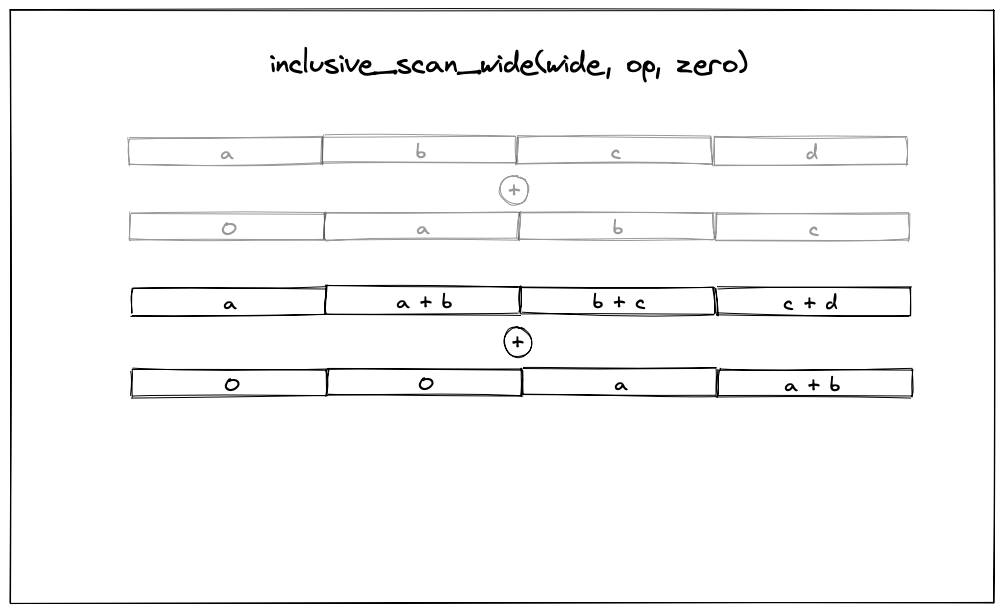 inclusive_scan_wide(wide, op, zero)
a b c d
+
0 a b c
a a + b b + c c + d
+
0 0 a a + b